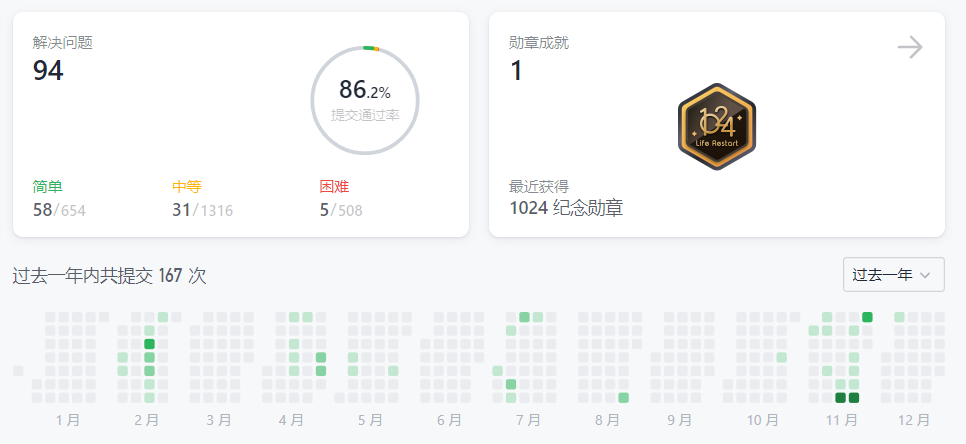 解决问题
94
86.2%
提交通过率
简单
58/654
中等
31/1316
困难
5/508
勋章成就
1
1024
Life Restart
最近获得
1024 纪念勋章
过去一年内共提交 167 次
过去一年
1 月 2 月 3 月 4 月 5 月 6 月 7 月 8 月 9 月 10 月 11 月 12 月